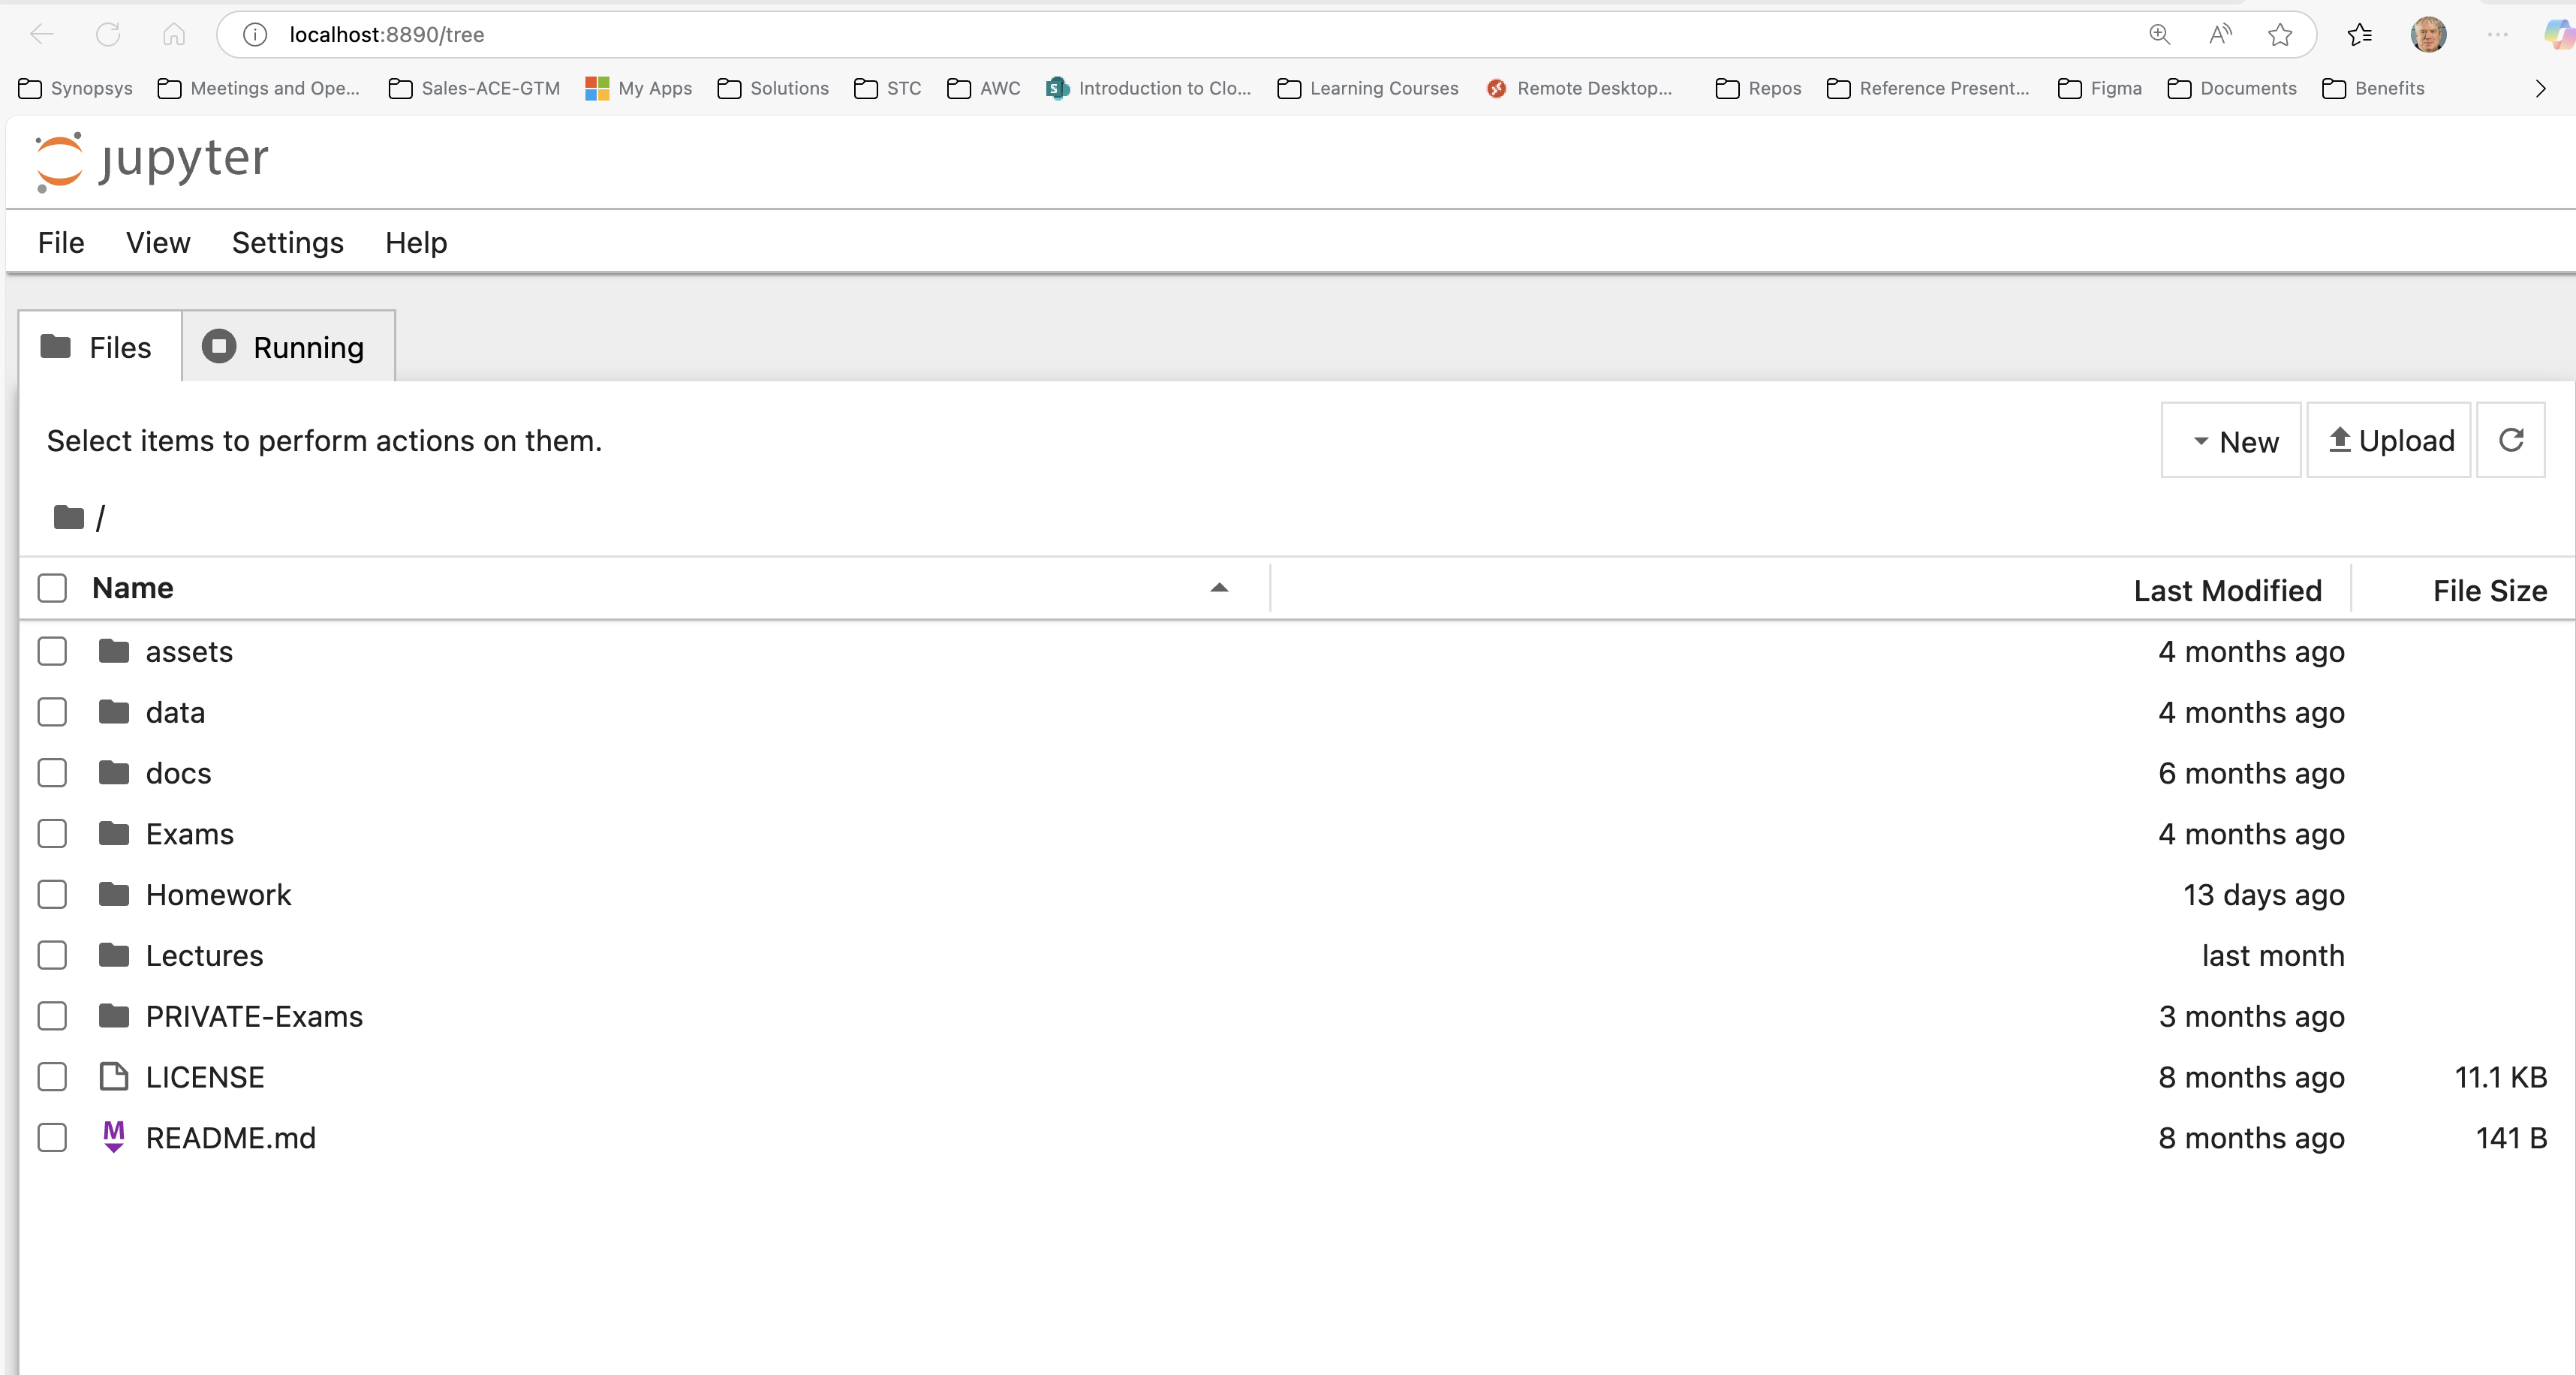 localhost:8890/tree
Synopsys Meetings and Ope... Sales-ACE-GTM My Apps Solutions STC AWC Introduction to Clo... Learning Courses Remote Desktop... Repos Reference Present... Figma Documents Benefits
jupyter
File View Settings Help
Files Running
Select items to perform actions on them. New Upload
/
Name Last Modified File Size
assets 4 months ago
data 4 months ago
docs 6 months ago
Exams 4 months ago
Homework 13 days ago
Lectures last month
PRIVATE-Exams 3 months ago
LICENSE 8 months ago 11.1 KB
README.md 8 months ago 141 B